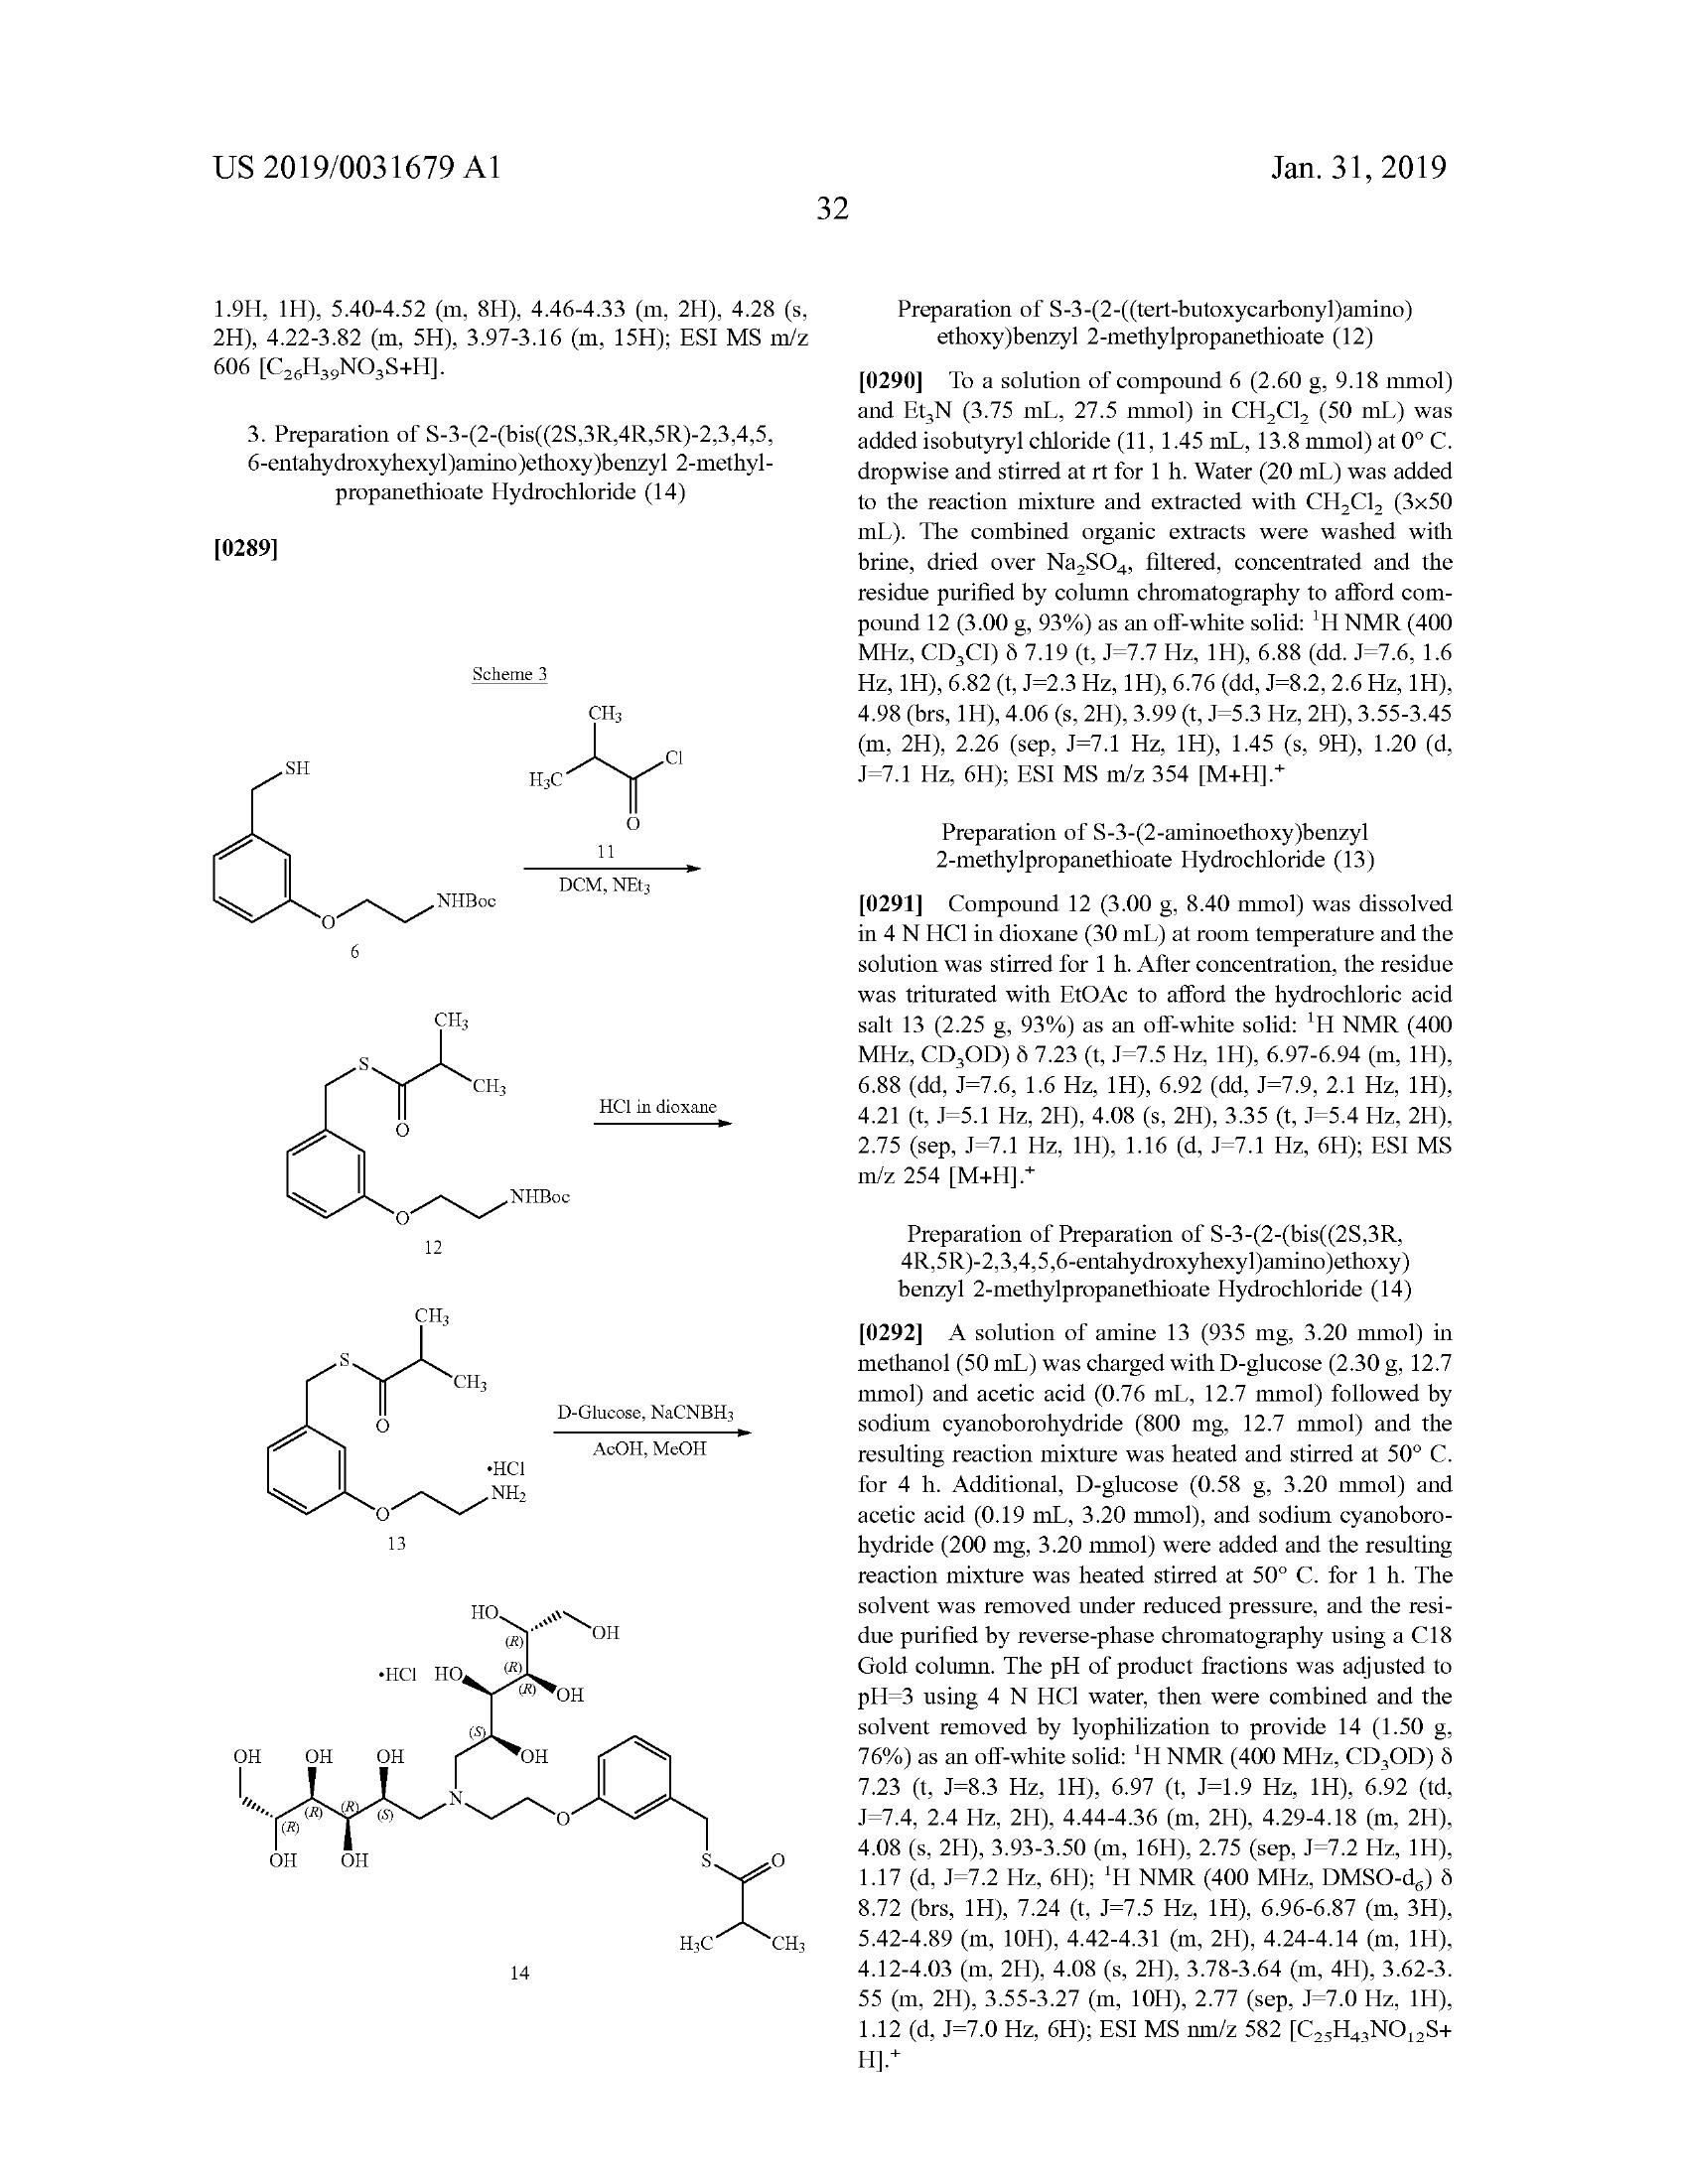 US 2019/0031679 A1
Jan. 31, 2019
32
1.9H, 1H), 5.40-4.52 (m, 8H), 4.46-4.33 (m, 2H), 4.28 (s,
2H), 4.22-3.82 (m, 5H), 3.97-3.16 (m, 15H); ESI MS m/z
606 [C₂₆H₃₉NO₃S+H].
3. Preparation of S-3-(2-(bis((2S,3R,4R,5R)-2,3,4,5,
6-entahydroxyhexyl)amino)ethoxy)benzyl 2-methyl-
propanethioate Hydrochloride (14)
[0289]
Scheme 3
CH₃
SH
Cl
H₃C
O
11
NHBoc
DCM, NEt₃
O
6
CH₃
S
CH₃
HCl in dioxane
O
NHBoc
O
12
CH₃
S
CH₃
D-Glucose, NaCNBH₃
O
AcOH, MeOH
•HCl
NH₂
O
13
HO
OH
(R)
•HCl
HO
(R)
(R)
OH
(S)
OH
OH
OH
OH
N
(R)
(R)
(S)
O
(R)
OH
OH
S
O
H₃C
CH₃
14
Preparation of S-3-(2-((tert-butoxycarbonyl)amino)
ethoxy)benzyl 2-methylpropanethioate (12)
[0290] To a solution of compound 6 (2.60 g, 9.18 mmol)
and Et₃N (3.75 mL, 27.5 mmol) in CH₂Cl₂ (50 mL) was
added isobutyryl chloride (11, 1.45 mL, 13.8 mmol) at 0° C.
dropwise and stirred at rt for 1 h. Water (20 mL) was added
to the reaction mixture and extracted with CH₂Cl₂ (3x50
mL). The combined organic extracts were washed with
brine, dried over Na₂SO₄, filtered, concentrated and the
residue purified by column chromatography to afford com-
pound 12 (3.00 g, 93%) as an off-white solid: ¹H NMR (400
MHz, CD₃CI) δ 7.19 (t, J=7.7 Hz, 1H), 6.88 (dd. J=7.6, 1.6
Hz, 1H), 6.82 (t, J=2.3 Hz, 1H), 6.76 (dd, J=8.2, 2.6 Hz, 1H),
4.98 (brs, 1H), 4.06 (s, 2H), 3.99 (t, J=5.3 Hz, 2H), 3.55-3.45
(m, 2H), 2.26 (sep, J=7.1 Hz, 1H), 1.45 (s, 9H), 1.20 (d,
J=7.1 Hz, 6H); ESI MS m/z 354 [M+H].⁺
Preparation of S-3-(2-aminoethoxy)benzyl
2-methylpropanethioate Hydrochloride (13)
[0291] Compound 12 (3.00 g, 8.40 mmol) was dissolved
in 4 N HCl in dioxane (30 mL) at room temperature and the
solution was stirred for 1 h. After concentration, the residue
was triturated with EtOAc to afford the hydrochloric acid
salt 13 (2.25 g, 93%) as an off-white solid: ¹H NMR (400
MHz, CD₃OD) δ 7.23 (t, J=7.5 Hz, 1H), 6.97-6.94 (m, 1H),
6.88 (dd, J=7.6, 1.6 Hz, 1H), 6.92 (dd, J=7.9, 2.1 Hz, 1H),
4.21 (t, J=5.1 Hz, 2H), 4.08 (s, 2H), 3.35 (t, J=5.4 Hz, 2H),
2.75 (sep, J=7.1 Hz, 1H), 1.16 (d, J=7.1 Hz, 6H); ESI MS
m/z 254 [M+H].⁺
Preparation of Preparation of S-3-(2-(bis((2S,3R,
4R,5R)-2,3,4,5,6-entahydroxyhexyl)amino)ethoxy)
benzyl 2-methylpropanethioate Hydrochloride (14)
[0292] A solution of amine 13 (935 mg, 3.20 mmol) in
methanol (50 mL) was charged with D-glucose (2.30 g, 12.7
mmol) and acetic acid (0.76 mL, 12.7 mmol) followed by
sodium cyanoborohydride (800 mg, 12.7 mmol) and the
resulting reaction mixture was heated and stirred at 50° C.
for 4 h. Additional, D-glucose (0.58 g, 3.20 mmol) and
acetic acid (0.19 mL, 3.20 mmol), and sodium cyanoboro-
hydride (200 mg, 3.20 mmol) were added and the resulting
reaction mixture was heated stirred at 50° C. for 1 h. The
solvent was removed under reduced pressure, and the resi-
due purified by reverse-phase chromatography using a C18
Gold column. The pH of product fractions was adjusted to
pH=3 using 4 N HCl water, then were combined and the
solvent removed by lyophilization to provide 14 (1.50 g,
76%) as an off-white solid: ¹H NMR (400 MHz, CD₃OD) δ
7.23 (t, J=8.3 Hz, 1H), 6.97 (t, J=1.9 Hz, 1H), 6.92 (td,
J=7.4, 2.4 Hz, 2H), 4.44-4.36 (m, 2H), 4.29-4.18 (m, 2H),
4.08 (s, 2H), 3.93-3.50 (m, 16H), 2.75 (sep, J=7.2 Hz, 1H),
1.17 (d, J=7.2 Hz, 6H); ¹H NMR (400 MHz, DMSO-d₆) δ
8.72 (brs, 1H), 7.24 (t, J=7.5 Hz, 1H), 6.96-6.87 (m, 3H),
5.42-4.89 (m, 10H), 4.42-4.31 (m, 2H), 4.24-4.14 (m, 1H),
4.12-4.03 (m, 2H), 4.08 (s, 2H), 3.78-3.64 (m, 4H), 3.62-3.
55 (m, 2H), 3.55-3.27 (m, 10H), 2.77 (sep, J=7.0 Hz, 1H),
1.12 (d, J=7.0 Hz, 6H); ESI MS nm/z 582 [C₂₅H₄₃NO₁₂S+
H].⁺